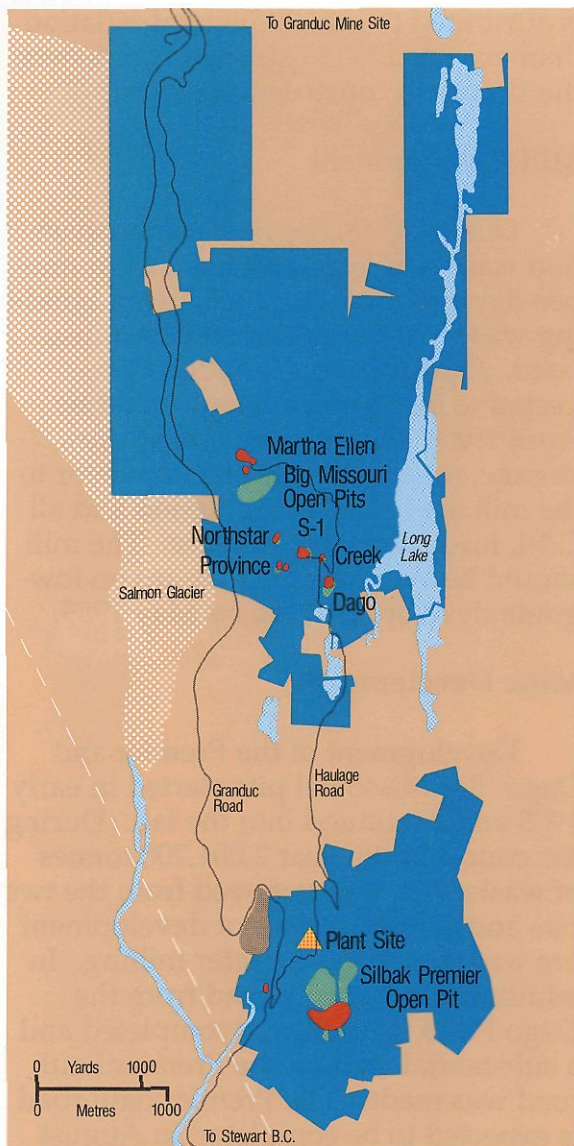 To Granduc Mine Site
Martha Ellen
Big Missouri
Open Pits
S-1
Northstar
Creek
Province
Long
Lake
Salmon Glacier
Dago
Granduc
Road
Haulage
Road
Plant Site
Silbak Premier
Open Pit
0 Yards 1000
0 Metres 1000
To Stewart B.C.